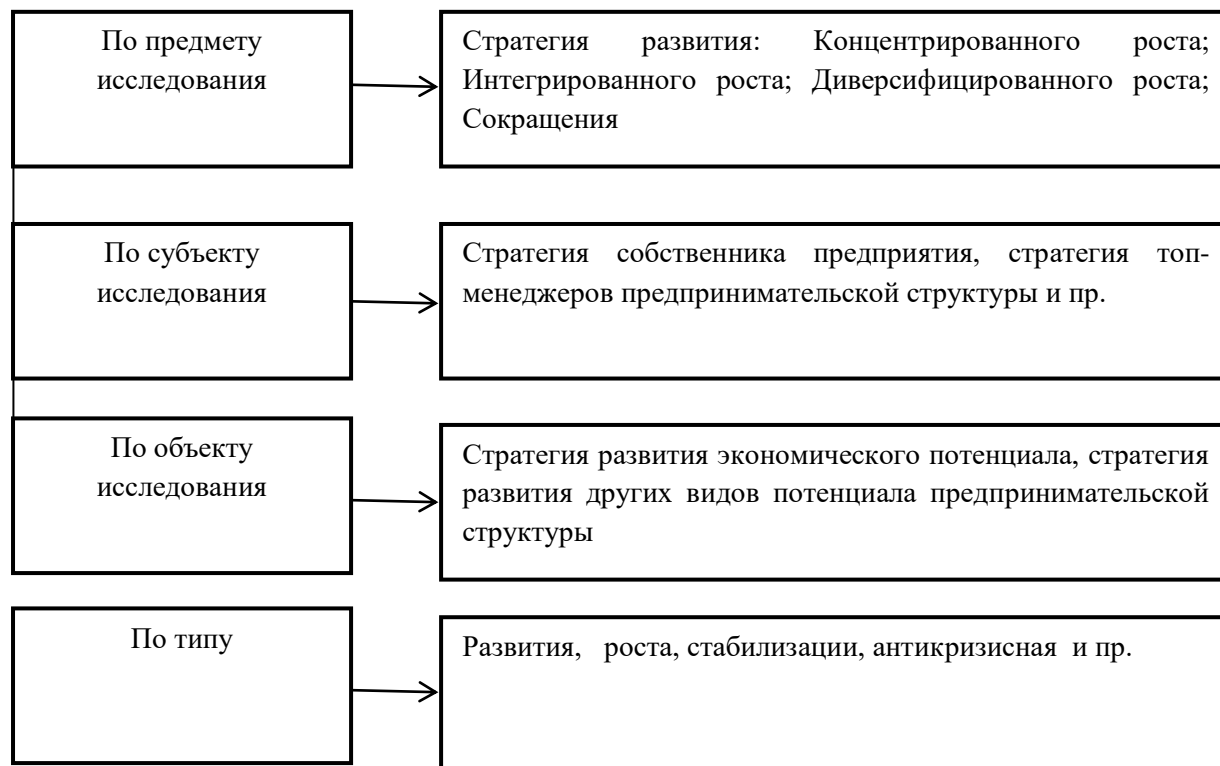 По предмету
исследования
Стратегия развития: Концентрированного роста;
Интегрированного роста; Диверсифицированного роста;
Сокращения
По субъекту
исследования
Стратегия собственника предприятия, стратегия топ-
менеджеров предпринимательской структуры и пр.
По объекту
исследования
Стратегия развития экономического потенциала, стратегия
развития других видов потенциала предпринимательской
структуры
По типу
Развития, роста, стабилизации, антикризисная и пр.